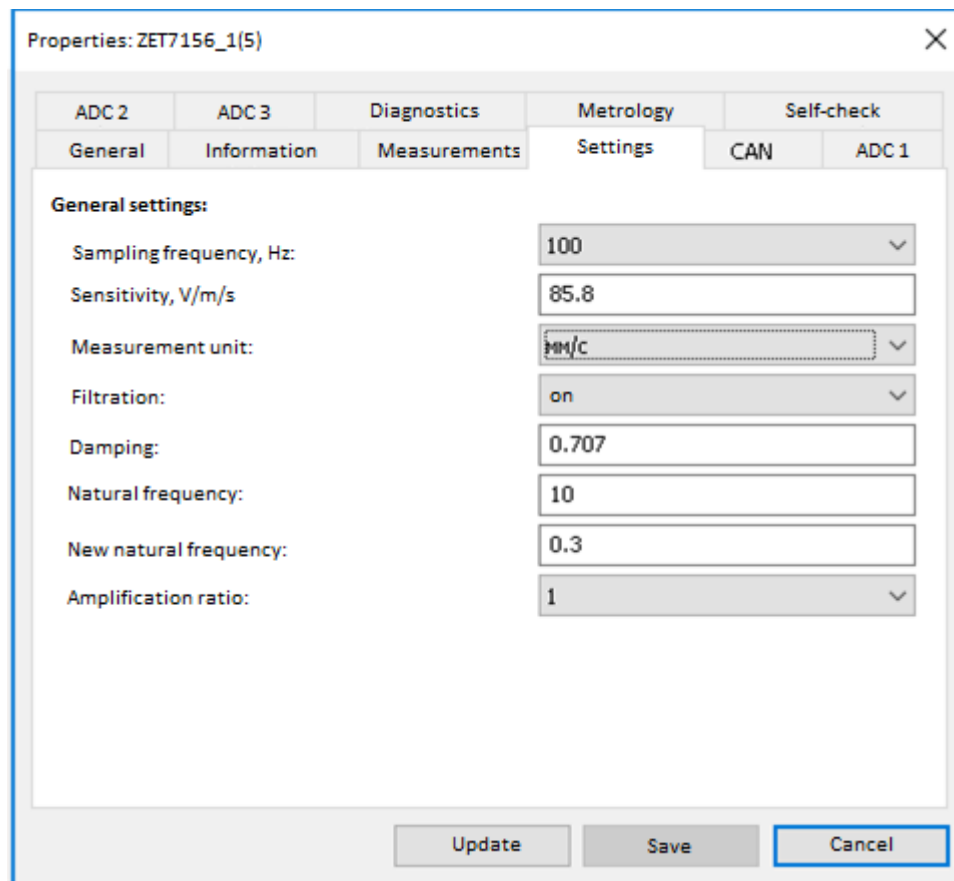 Properties: ZET7156_1(5)
ADC 2 ADC 3 Diagnostics Metrology Self-check
General Information Measurements Settings CAN ADC 1
General settings:
Sampling frequency, Hz: 100
Sensitivity, V/m/s 85.8
Measurement unit: мм/с
Filtration: on
Damping: 0.707
Natural frequency: 10
New natural frequency: 0.3
Amplification ratio: 1
Update Save Cancel